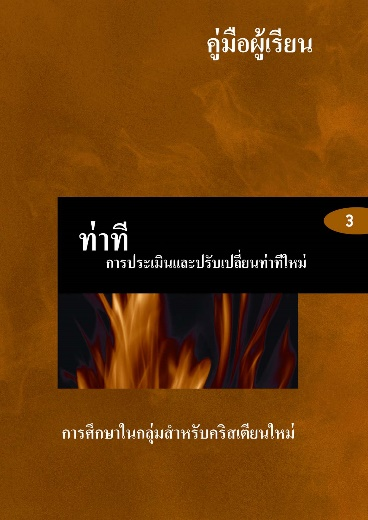 คู่มือผู้เรียน
3
ท่าที
การประเมินและปรับเปลี่ยนท่าทีใหม่
การศึกษาในกลุ่มสำหรับคริสเตียนใหม่